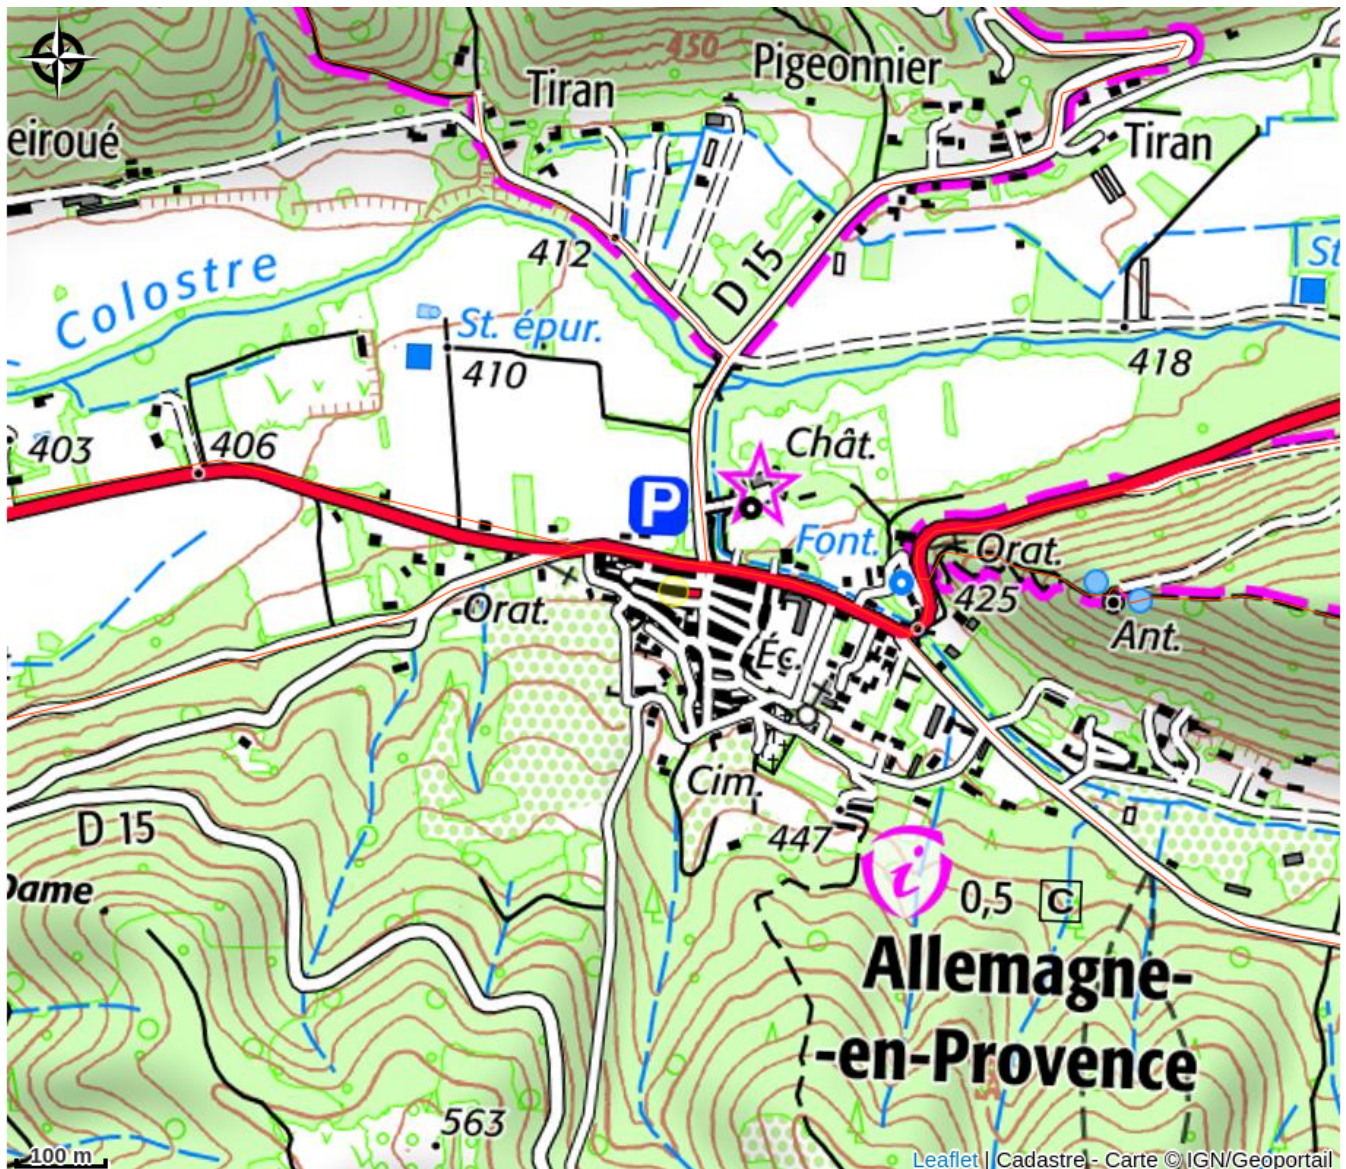 450
Tiran
Pigeonnier
eiroué
Tiran
412
D 15
St
Colostre
St. épur.
410
418
403
406
Chât.
P
Font.
Orat.
Orat.
425
Ant.
Éc.
Cim.
447
D 15
i
0,5
C
Dame
Allemagne-
-en-Provence
563
100 m
Leaflet | Cadastre - Carte © IGN/Geoportail